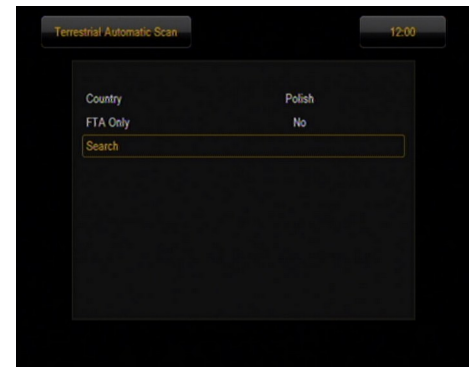 Terrestrial Automatic Scan 12:00
Country Polish
FTA Only No
Search